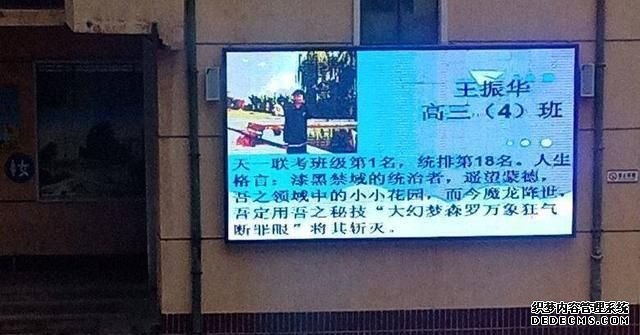 王振华
高三（4）班
天一联考班级第1名，统排第18名。人生
格言：漆黑禁域的统治者，遥望蒙德，
吾之领域中的小小花园，而今魔龙降世，
吾定用吾之秘技“大幻梦森罗万象狂气
断罪眼”将其斩灭。
女
织梦内容管理系统
DEDECMS.COM